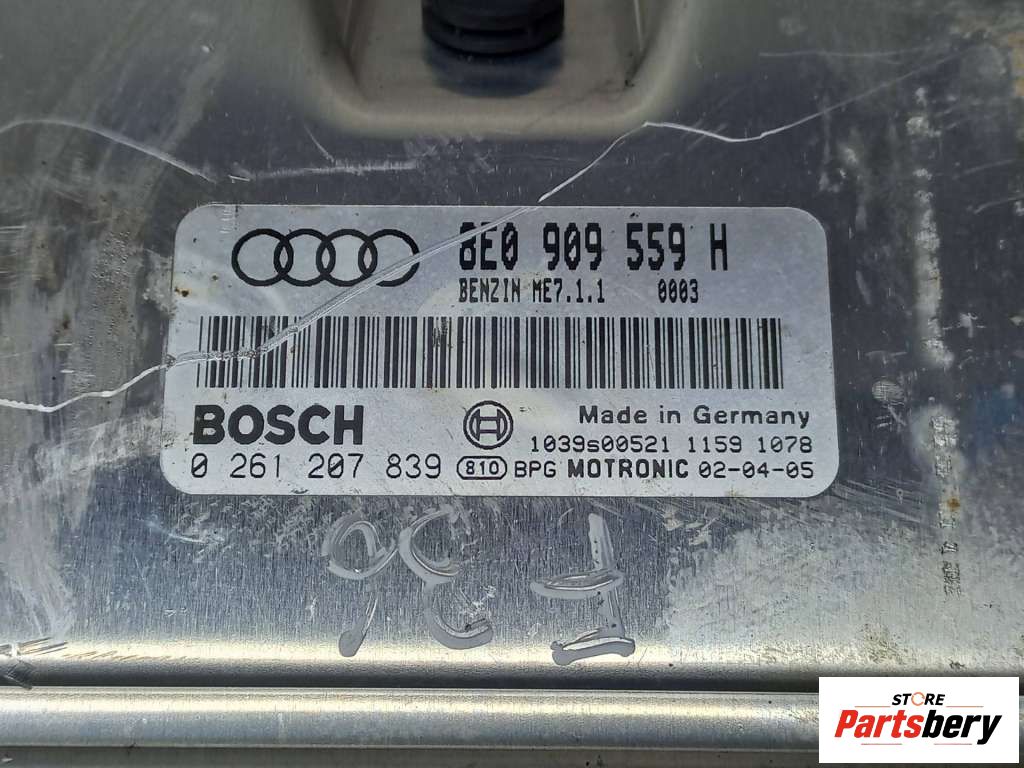 8E0 909 559 H
BENZIN ME7.1.1 0003
BOSCH
Made in Germany
1039s00521 1159 1078
0 261 207 839 810 BPG MOTRONIC 02-04-05
STORE
Partsbery